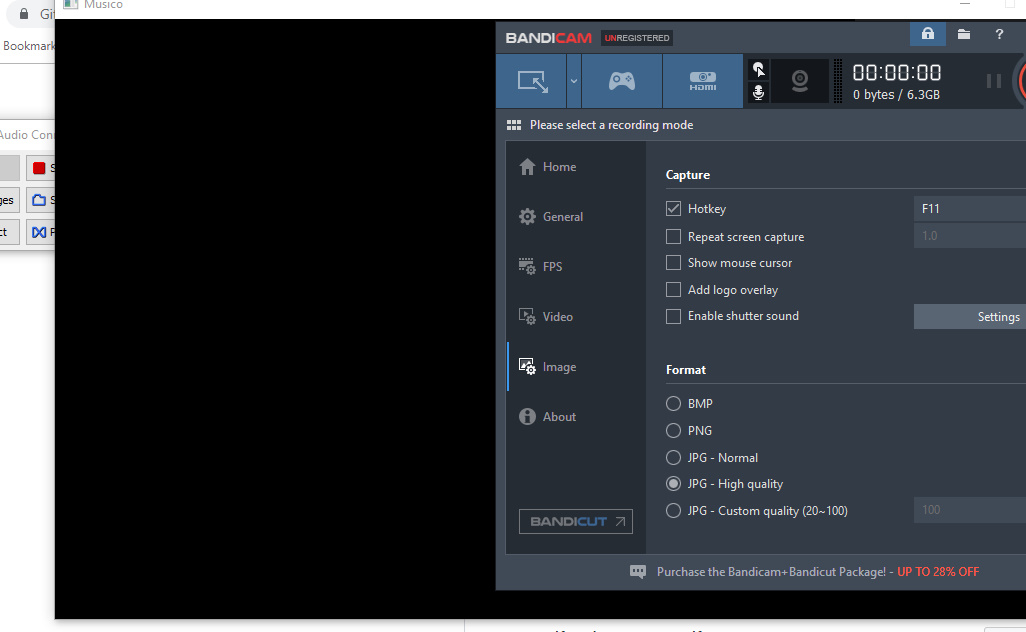 Musico
Bookmark
BANDICAM UNREGISTERED
?
HDMI
00:00:00
0 bytes / 6.3GB
Please select a recording mode
Audio Con
Home
General
FPS
Video
Image
About
BANDICUT
Capture
Hotkey F11
Repeat screen capture 1.0
Show mouse cursor
Add logo overlay
Enable shutter sound Settings
Format
BMP
PNG
JPG - Normal
JPG - High quality
JPG - Custom quality (20~100) 100
Purchase the Bandicam+Bandicut Package! - UP TO 28% OFF